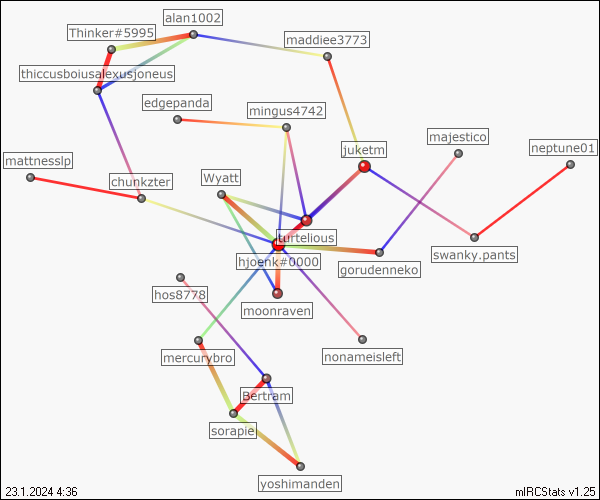 alan1002
Thinker#5995
maddiee3773
thiccusboiusalexusjoneus
edgepanda
mingus4742
majestico
juketm
neptune01
mattnesslp
Wyatt
chunkzter
turtelious
hjoenk#0000
swanky.pants
gorudenneko
hos8778
moonraven
mercurybro
nonameisleft
Bertram
sorapie
yoshimanden
23.1.2024 4:36
mIRCStats v1.25